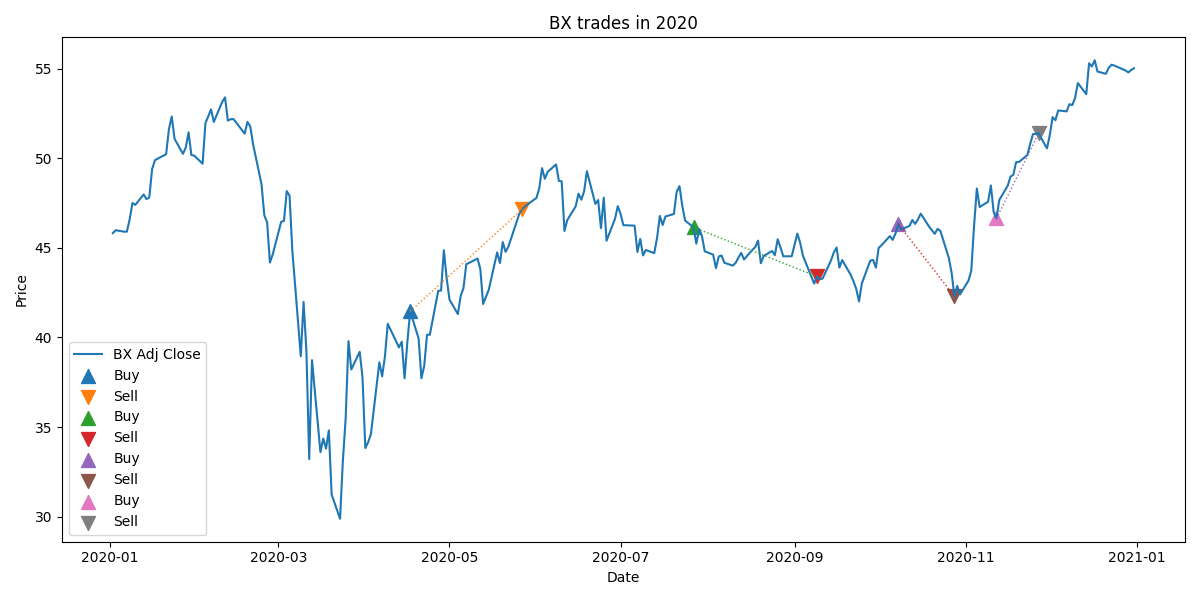 BX trades in 2020
Price
55
50
45
40
35
30
BX Adj Close
Buy
Sell
Buy
Sell
Buy
Sell
Buy
Sell
2020-01 2020-03 2020-05 2020-07 2020-09 2020-11 2021-01
Date